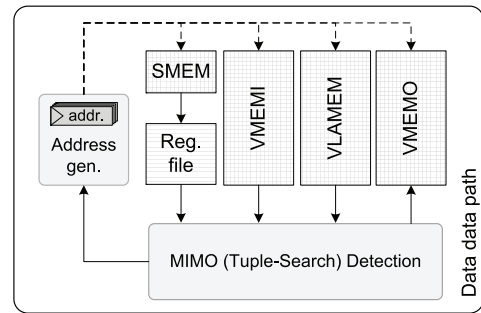 SMEM
addr.
Address
gen.
Reg.
file
VMEMI
VLAMEM
VMEMO
MIMO (Tuple-Search) Detection
Data data path